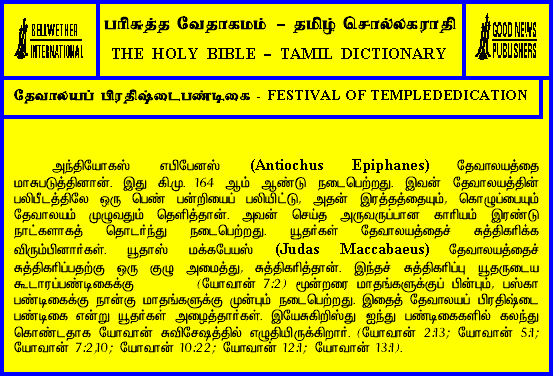 BELLWETHER
INTERNATIONAL
பரிசுத்த வேதாகமம் – தமிழ் சொல்லகராதி
THE HOLY BIBLE – TAMIL DICTIONARY
GOOD NEWS
PUBLISHERS
தேவாலயப் பிரதிஷ்டைபண்டிகை - FESTIVAL OF TEMPLEDEDICATION
அந்தியோகஸ் எபிபேனஸ் (Antiochus Epiphanes) தேவாலயத்தை
மாசுபடுத்தினான். இது கி.மு. 164 ஆம் ஆண்டு நடைபெற்றது. இவன் தேவாலயத்தின்
பலிபீடத்திலே ஒரு பெண் பன்றியைப் பலியிட்டு, அதன் இரத்தத்தையும், கொழுப்பையும்
தேவாலயம் முழுவதும் தெளித்தான். அவன் செய்த அருவருப்பான காரியம் இரண்டு
நாட்களாகத் தொடர்ந்து நடைபெற்றது. யூதர்கள் தேவாலயத்தைச் சுத்திகரிக்க
விரும்பினார்கள். யூதாஸ் மக்கபேயஸ் (Judas Maccabaeus) தேவாலயத்தைச்
சுத்திகரிப்பதற்கு ஒரு குழு அமைத்து, சுத்திகரித்தான். இந்தச் சுத்திகரிப்பு யூதருடைய
கூடாரப்பண்டிகைக்கு (யோவான் 7:2) மூன்றரை மாதங்களுக்குப் பின்பும், பஸ்கா
பண்டிகைக்கு நான்கு மாதங்களுக்கு முன்பும் நடைபெற்றது. இதைத் தேவாலயப் பிரதிஷ்டை
பண்டிகை என்று யூதர்கள் அழைத்தார்கள். இயேசுகிறிஸ்து ஐந்து பண்டிகைகளில் கலந்து
கொண்டதாக யோவான் சுவிசேஷத்தில் எழுதியிருக்கிறார். (யோவான் 2:13; யோவான் 5:1;
யோவான் 7:2,10; யோவான் 10:22; யோவான் 12:1; யோவான் 13:1).